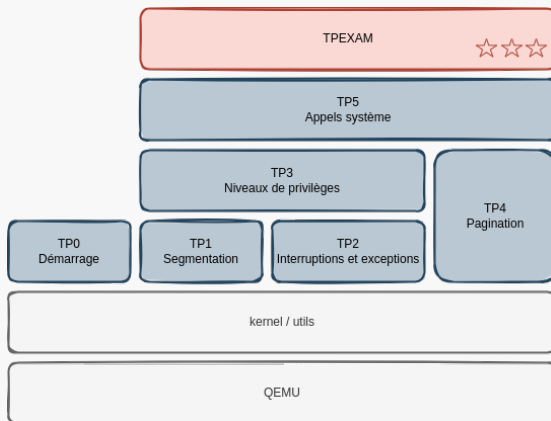 TPEXAM
TP5
Appels système
TP3
Niveaux de privilèges
TP4
Pagination
TP0
Démarrage
TP1
Segmentation
TP2
Interruptions et exceptions
kernel / utils
QEMU